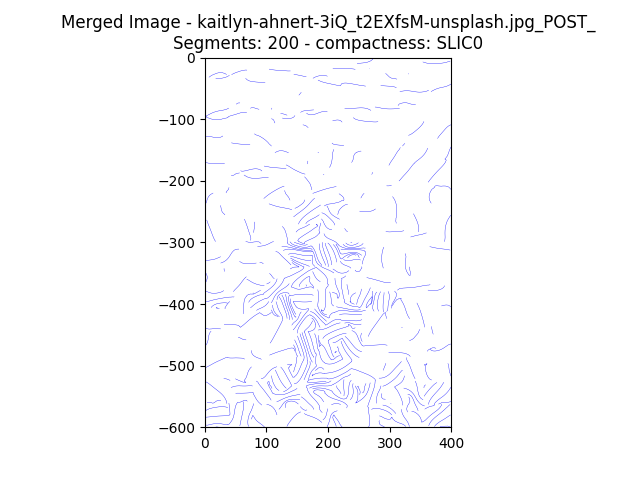 Merged Image - kaitlyn-ahnert-3iQ_t2EXfsM-unsplash.jpg_POST_
Segments: 200 - compactness: SLIC0
0
−100
−200
−300
−400
−500
−600
0 100 200 300 400